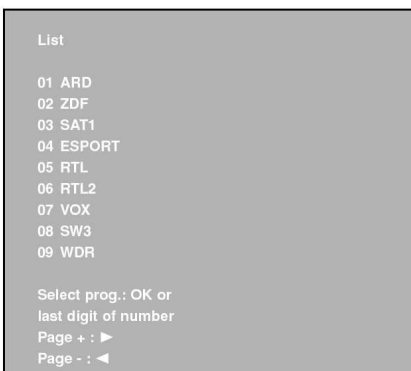 List
01 ARD
02 ZDF
03 SAT1
04 ESPORT
05 RTL
06 RTL2
07 VOX
08 SW3
09 WDR
Select prog.: OK or
last digit of number
Page + : ►
Page - : ◄